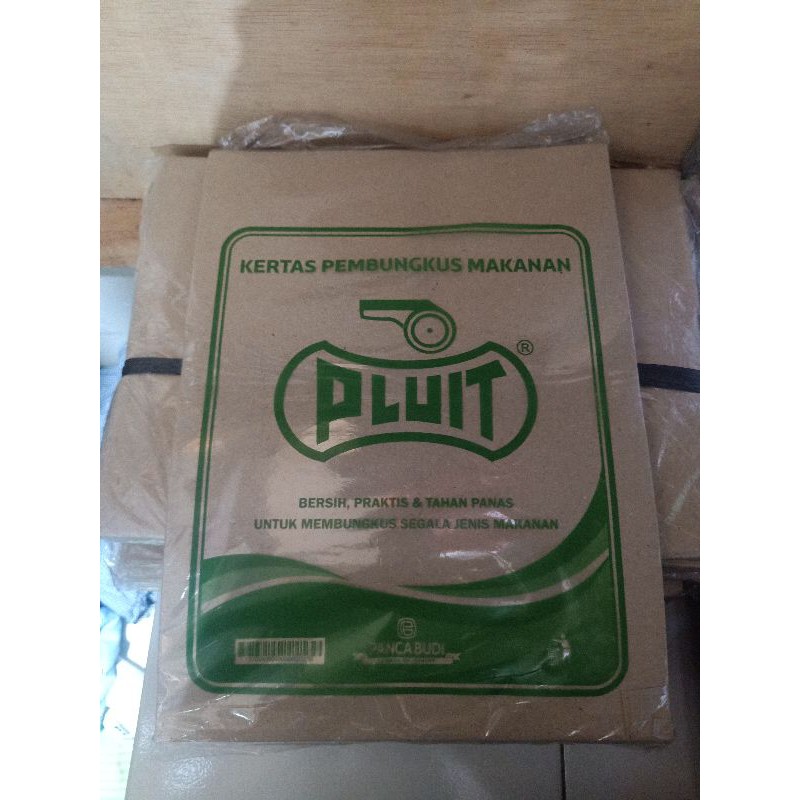 KERTAS PEMBUNGKUS MAKANAN
PLUIT®
BERSIH, PRAKTIS & TAHAN PANAS
UNTUK MEMBUNGKUS SEGALA JENIS MAKANAN
PANCA BUDI